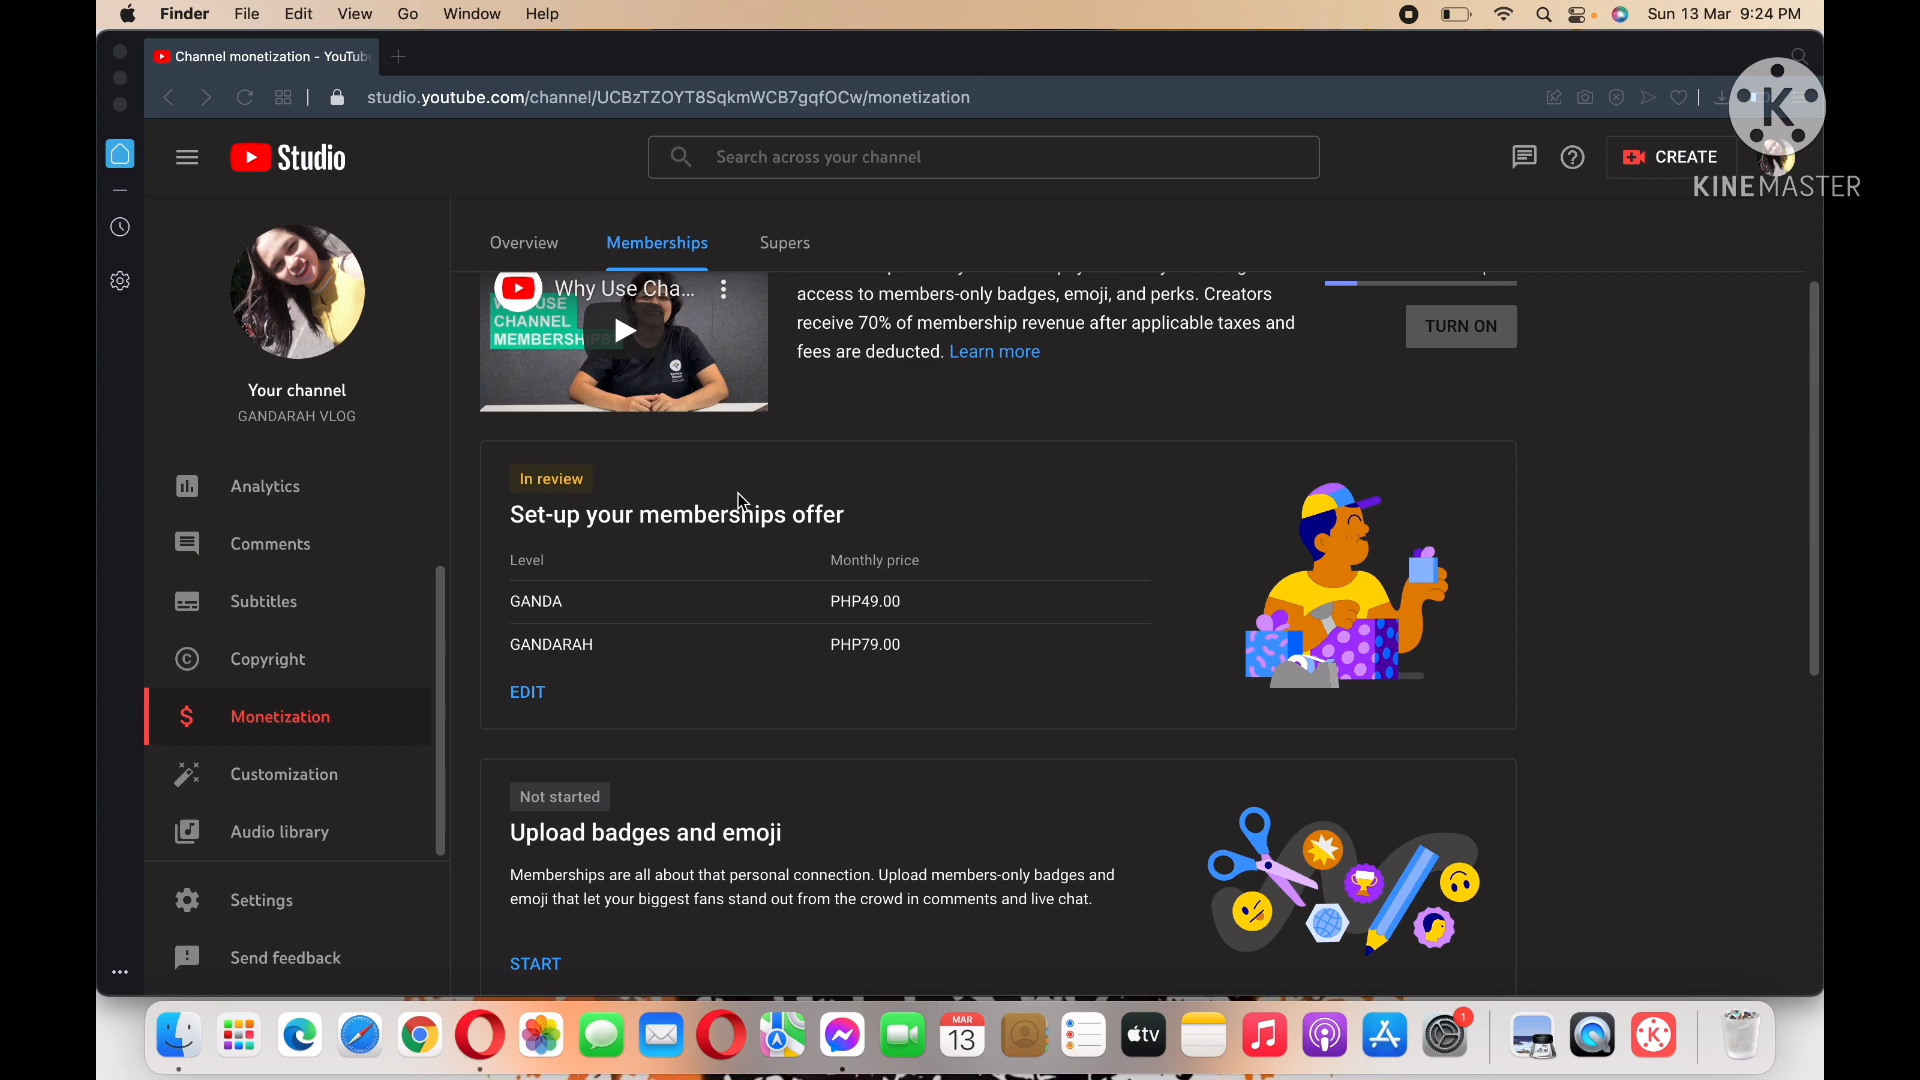 Finder File Edit View Go Window Help
Sun 13 Mar 9:24 PM
Channel monetization - YouTube
studio.youtube.com/channel/UCBzTZOYT8SqkmWCB7gqfOCw/monetization
K
KINEMASTER
Studio
Search across your channel
CREATE
Your channel
GANDARAH VLOG
Analytics
Comments
Subtitles
Copyright
Monetization
Customization
Audio library
Settings
Send feedback
Overview Memberships Supers
Why Use Cha...
USE
CHANNEL
MEMBERSHIPS
access to members-only badges, emoji, and perks. Creators
receive 70% of membership revenue after applicable taxes and
fees are deducted. Learn more
TURN ON
In review
Set-up your memberships offer
Level Monthly price
GANDA PHP49.00
GANDARAH PHP79.00
EDIT
Not started
Upload badges and emoji
Memberships are all about that personal connection. Upload members-only badges and
emoji that let your biggest fans stand out from the crowd in comments and live chat.
START
MAR
13
tv
1
K